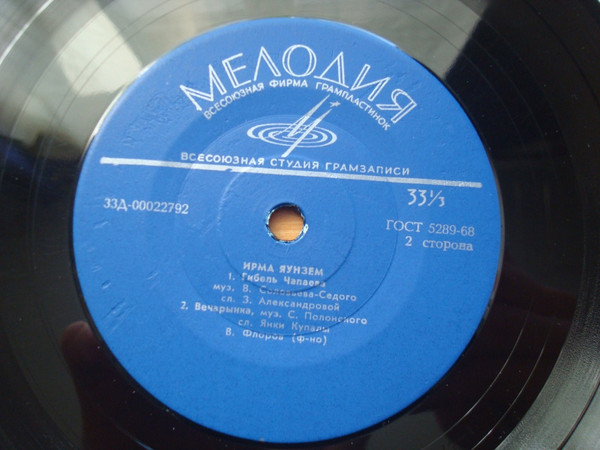 МЕЛОДИЯ
ВСЕСОЮЗНАЯ ФИРМА ГРАМПЛАСТИНОК
ВСЕСОЮЗНАЯ СТУДИЯ ГРАМЗАПИСИ
33Д-00022792
33⅓
ГОСТ 5289-68
2 сторона
ИРМА ЯУНЗЕМ
1. Гибель Чапаева
муз. В. Соловьева-Седого
сл. З. Александровой
2. Вечарынка, муз. С. Полонского
сл. Янки Купалы
В. Флоров (ф-но)